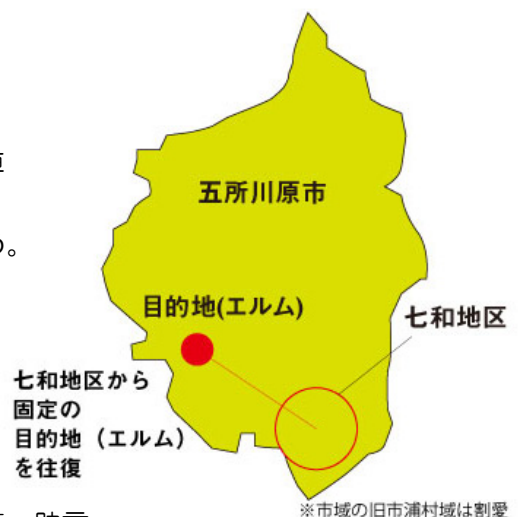 五所川原市
の。
目的地(エルム)
七和地区
七和地区から
固定の
目的地（エルム）
を往復
※市域の旧市浦村域は割愛